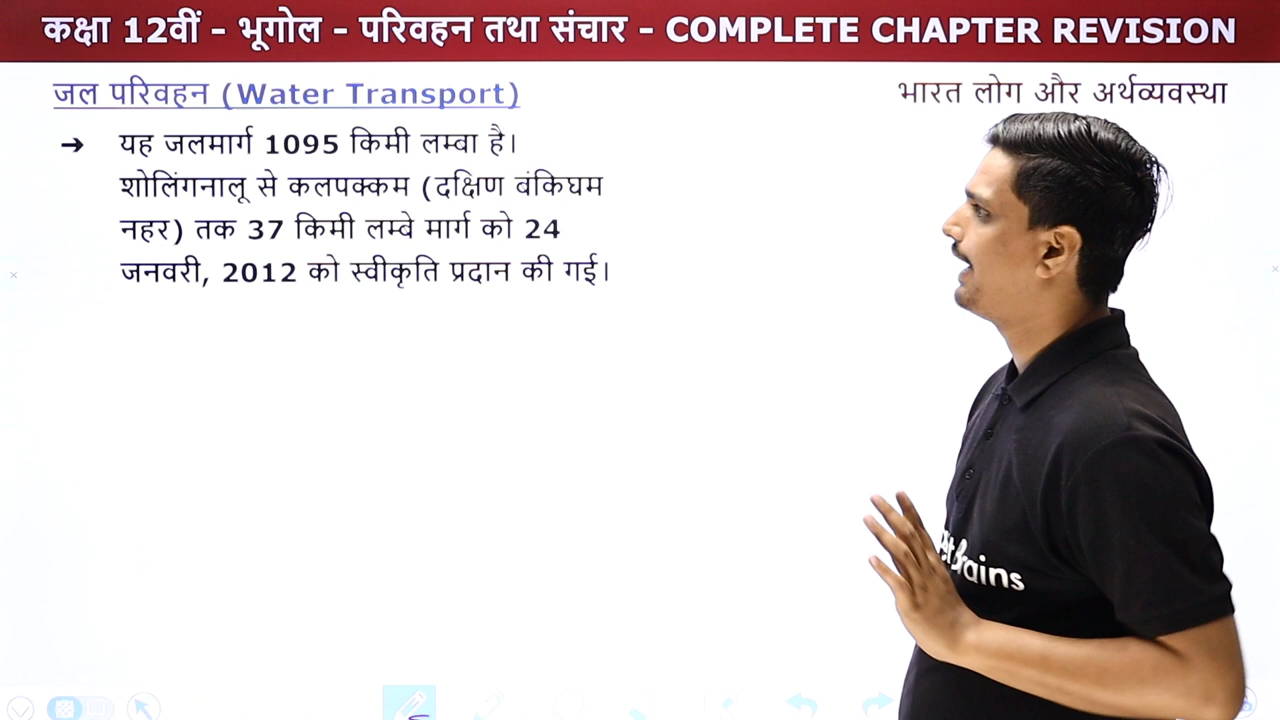 कक्षा 12वीं - भूगोल - परिवहन तथा संचार - COMPLETE CHAPTER REVISION
जल परिवहन (Water Transport)
भारत लोग और अर्थव्यवस्था
➔ यह जलमार्ग 1095 किमी लम्बा है।
शोलिंगनालू से कलपक्कम (दक्षिण बंकिघम
नहर) तक 37 किमी लम्बे मार्ग को 24
जनवरी, 2012 को स्वीकृति प्रदान की गई।